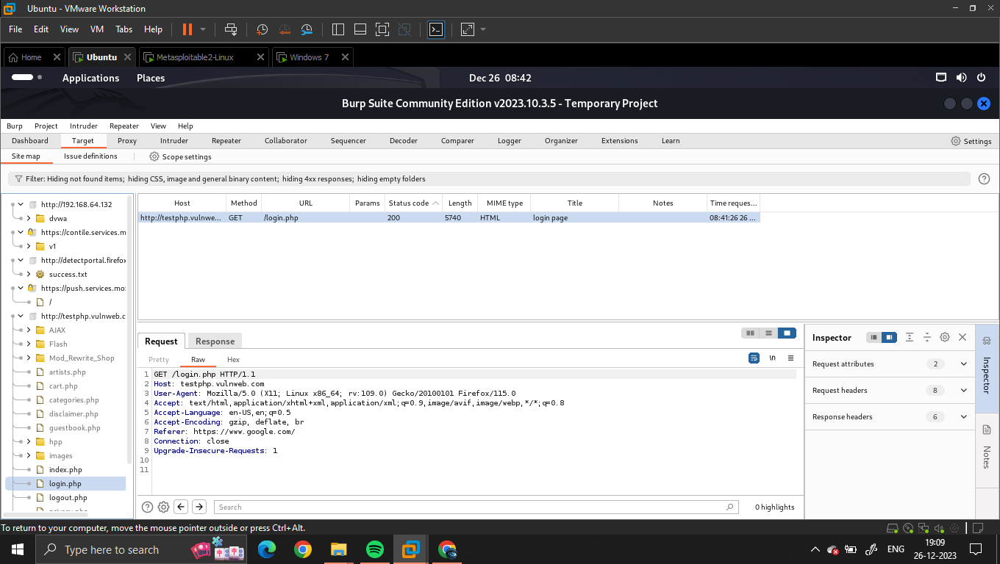 Ubuntu - VMware Workstation
File Edit View VM Tabs Help
Home Ubuntu Metasploitable2-Linux Windows 7
Applications Places Dec 26 08:42
Burp Suite Community Edition v2023.10.3.5 - Temporary Project
Burp Project Intruder Repeater View Help
Dashboard Target Proxy Intruder Repeater Collaborator Sequencer Decoder Comparer Logger Organizer Extensions Learn Settings
Site map Issue definitions Scope settings
Filter: Hiding not found items; hiding CSS, image and general binary content; hiding 4xx responses; hiding empty folders
http://192.168.64.132
dvwa
https://contile.services.m
v1
http://detectportal.firefox
success.txt
https://push.services.mo
/
http://testphp.vulnweb.c
AJAX
Flash
Mod_Rewrite_Shop
artists.php
cart.php
categories.php
disclaimer.php
guestbook.php
hpp
images
index.php
login.php
logout.php
privacy.php
Host Method URL Params Status code Length MIME type Title Notes Time reques...
http://testphp.vulnwe... GET /login.php 200 5740 HTML login page 08:41:26 26 ...
Request Response
Pretty Raw Hex \n
1 GET /login.php HTTP/1.1
2 Host: testphp.vulnweb.com
3 User-Agent: Mozilla/5.0 (X11; Linux x86_64; rv:109.0) Gecko/20100101 Firefox/115.0
4 Accept: text/html,application/xhtml+xml,application/xml;q=0.9,image/avif,image/webp,*/*;q=0.8
5 Accept-Language: en-US,en;q=0.5
6 Accept-Encoding: gzip, deflate, br
7 Referer: https://www.google.com/
8 Connection: close
9 Upgrade-Insecure-Requests: 1
10
11
Search 0 highlights
Inspector
Request attributes 2
Request headers 8
Response headers 6
Inspector
Notes
To return to your computer, move the mouse pointer outside or press Ctrl+Alt.
Type here to search
ENG
19:09
26-12-2023